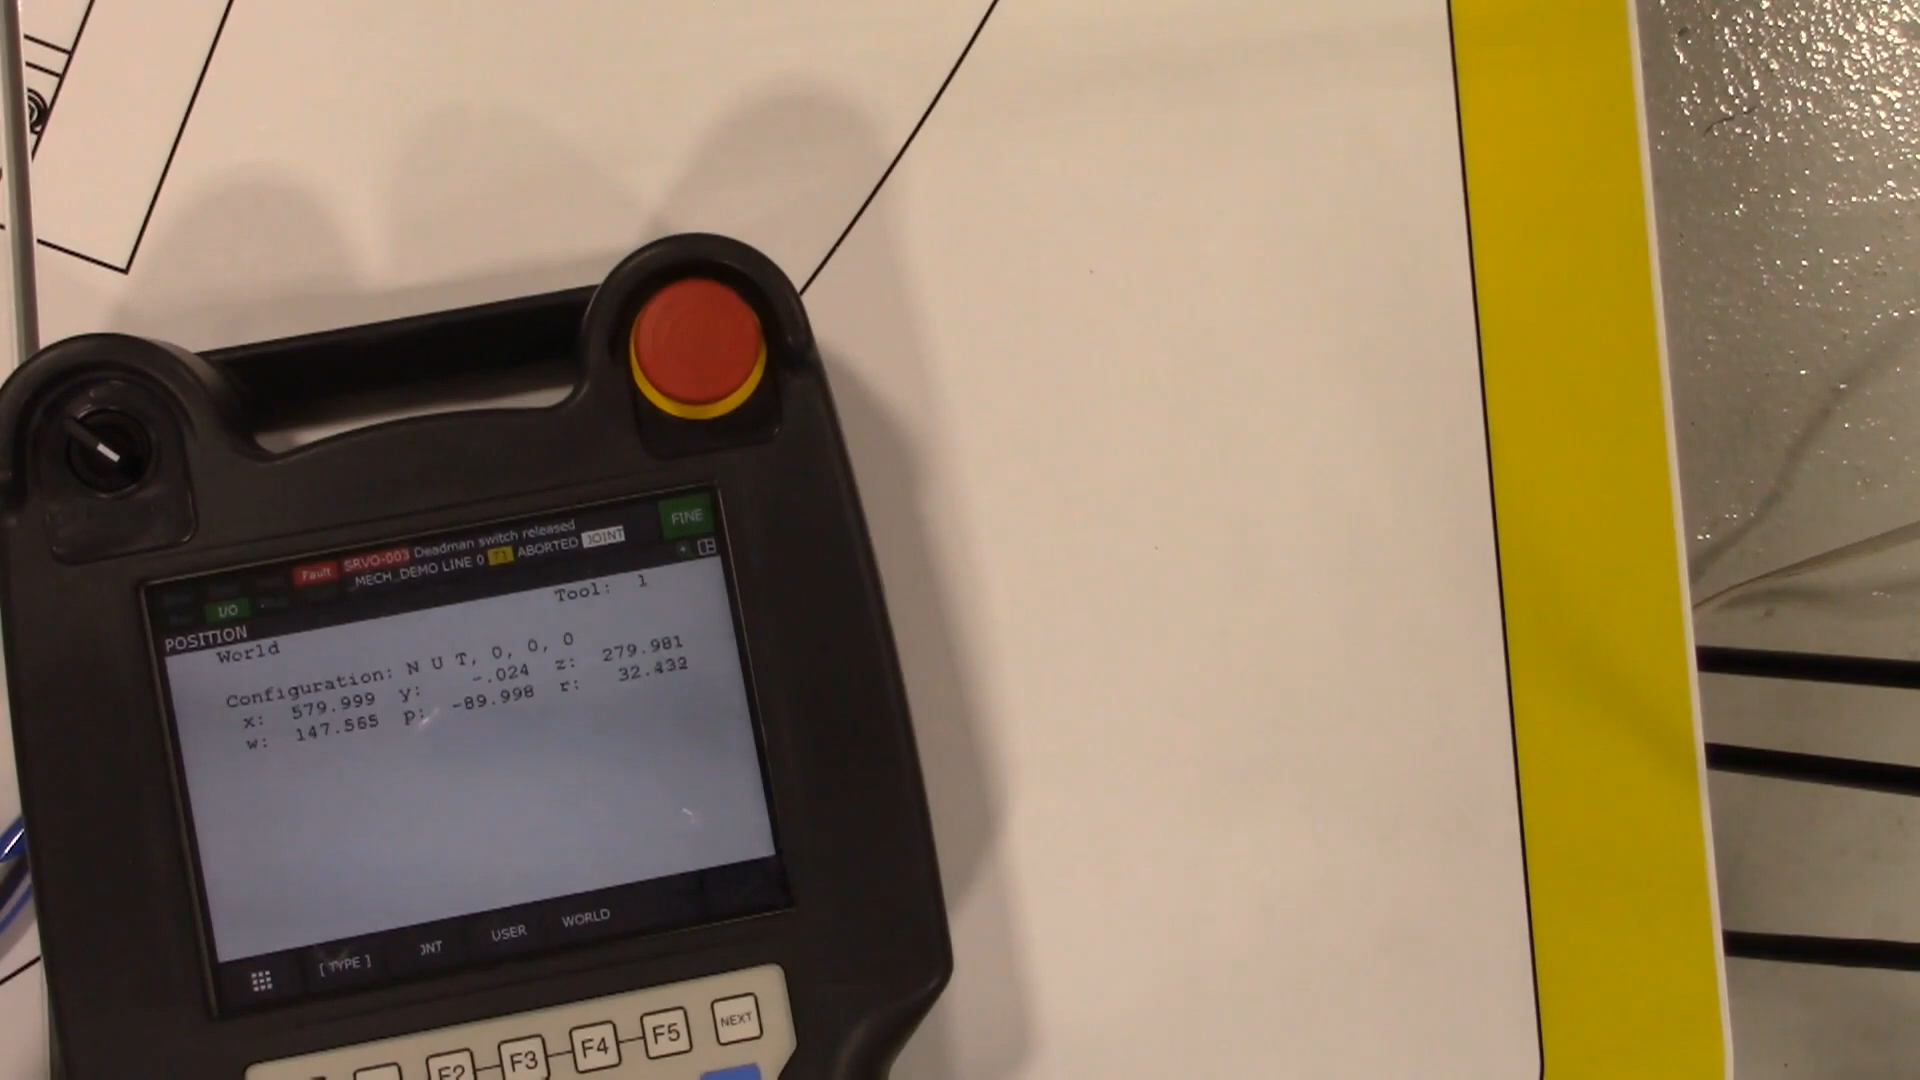 Fault SRVO-003 Deadman switch released
FINE
_MECH_DEMO LINE 0 T1 ABORTED JOINT
I/O
POSITION
World Tool: 1
Configuration: N U T, 0, 0, 0
x: 579.999 y: -.024 z: 279.981
w: 147.565 p: -89.998 r: 32.432
[ TYPE ] JNT USER WORLD
F2 F3 F4 F5 NEXT